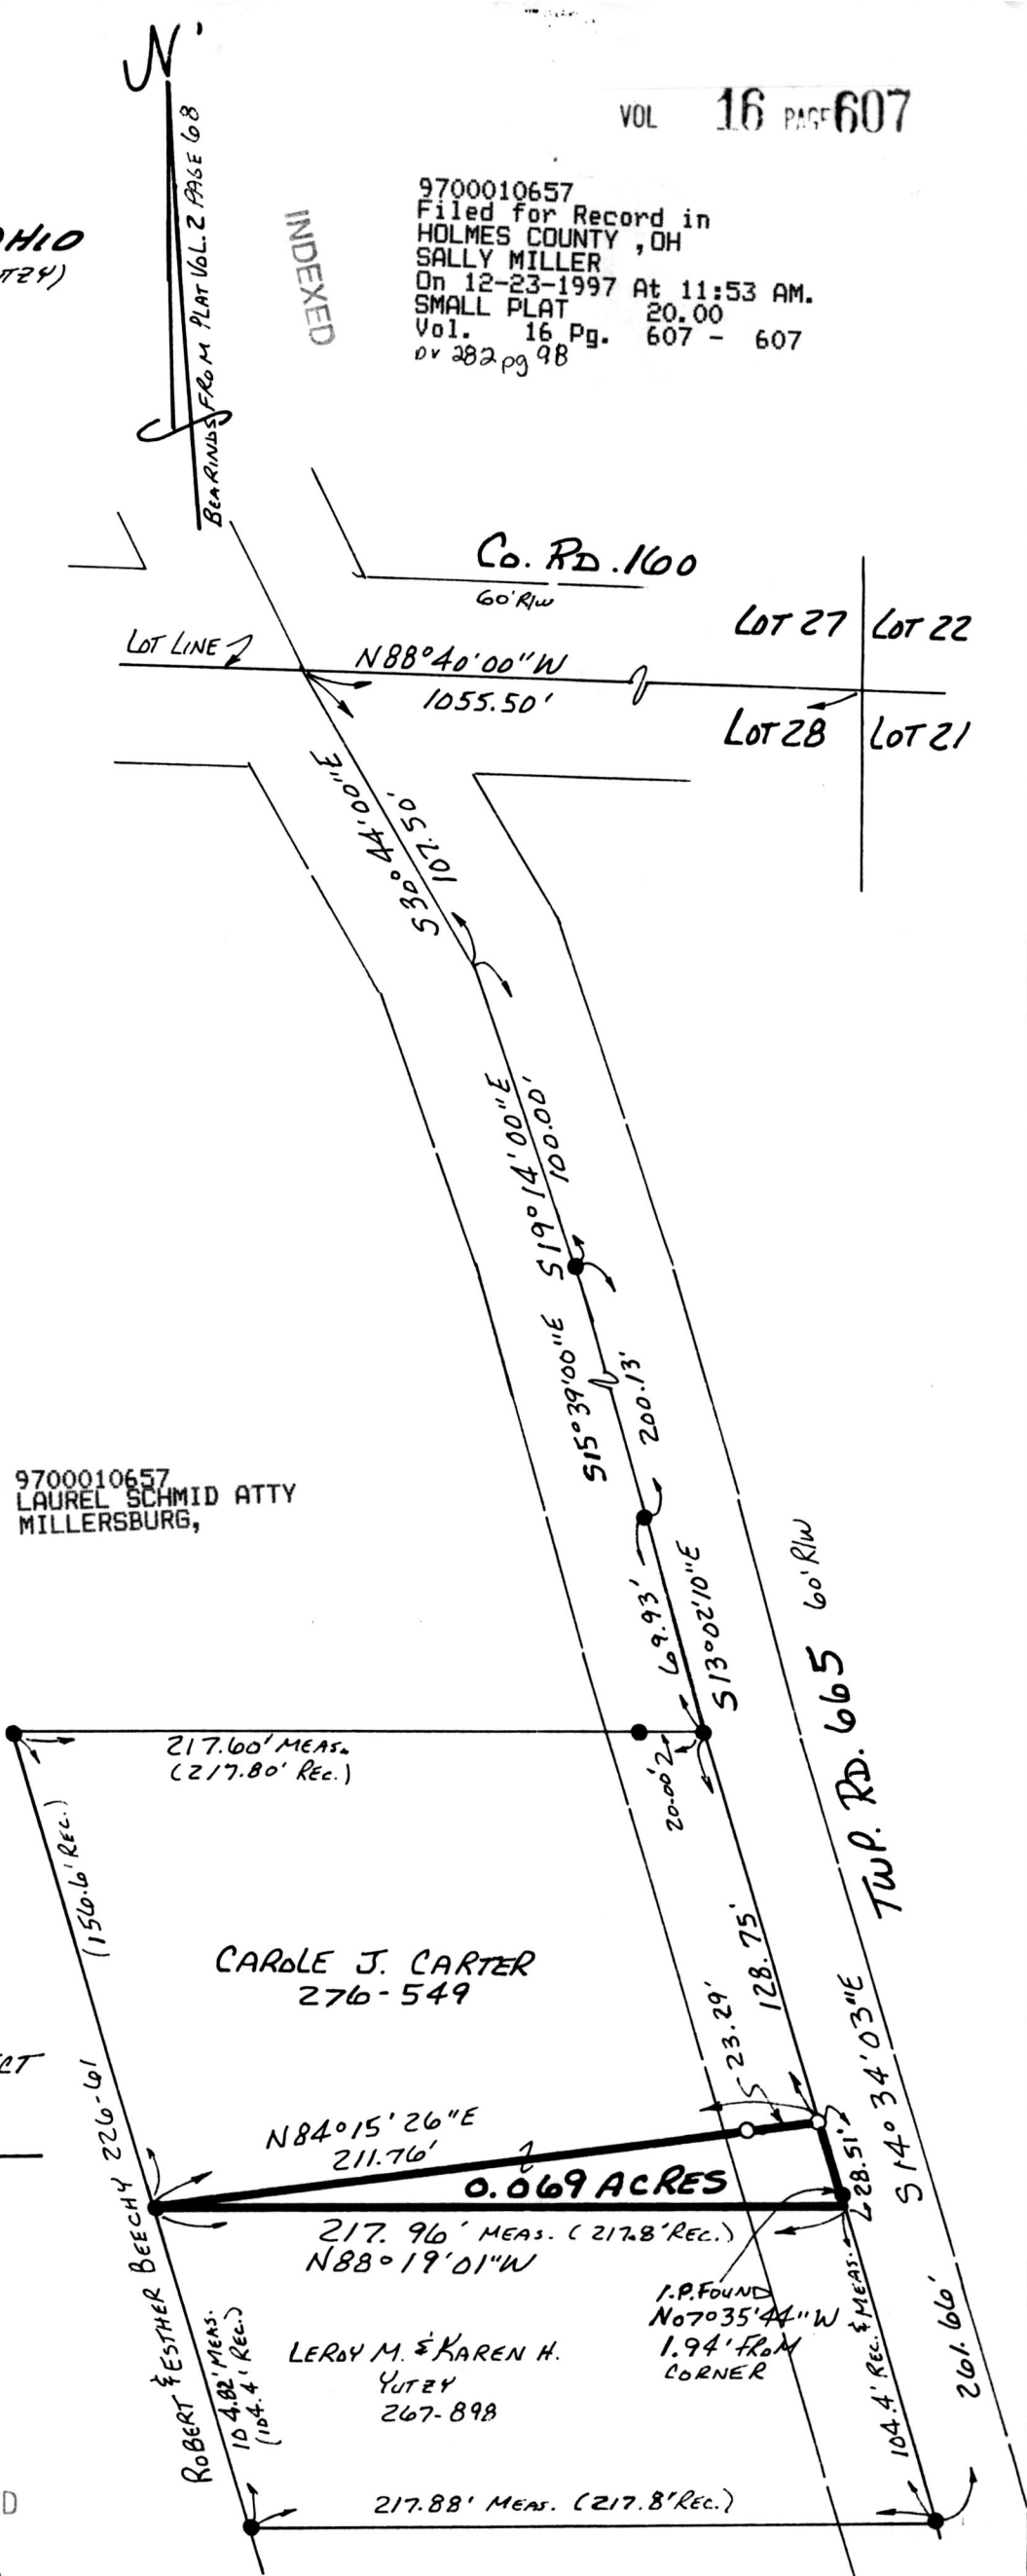 N
BEARINGS FROM PLAT VOL. 2 PAGE 68
VOL 16 PAGE 607
OHIO
TZY)
INDEXED
9700010657
Filed for Record in
HOLMES COUNTY ,OH
SALLY MILLER
On 12-23-1997 At 11:53 AM.
SMALL PLAT 20.00
Vol. 16 Pg. 607 - 607
DV 282 pg 98
CO. RD. 160
60' R/W
LOT 27
LOT 22
LOT LINE
N88°40'00"W
1055.50'
LOT 28
LOT 21
S30°44'00"E
107.50'
S19°14'00"E
100.00'
S15°39'00"E
200.13'
9700010657
LAUREL SCHMID ATTY
MILLERSBURG,
69.93'
S13°02'10"E
TWP. RD. 665 60' R/W
217.60' MEAS.
(217.80' REC.)
20.00'
(156.6' REC.)
CAROLE J. CARTER
276-549
128.75'
23.29'
S14°34'03"E
261.66'
CT
N84°15'26"E
211.76'
0.069 ACRES
28.51'
217.96' MEAS. (217.8' REC.)
N88°19'01"W
ROBERT & ESTHER BEECHY 226-61
I.P. FOUND
N07°35'44"W
1.94' FROM
CORNER
LEROY M. & KAREN H.
YUTZY
267-898
104.82' MEAS.
(104.4' REC.)
104.4' REC. & MEAS.
217.88' MEAS. (217.8' REC.)
D